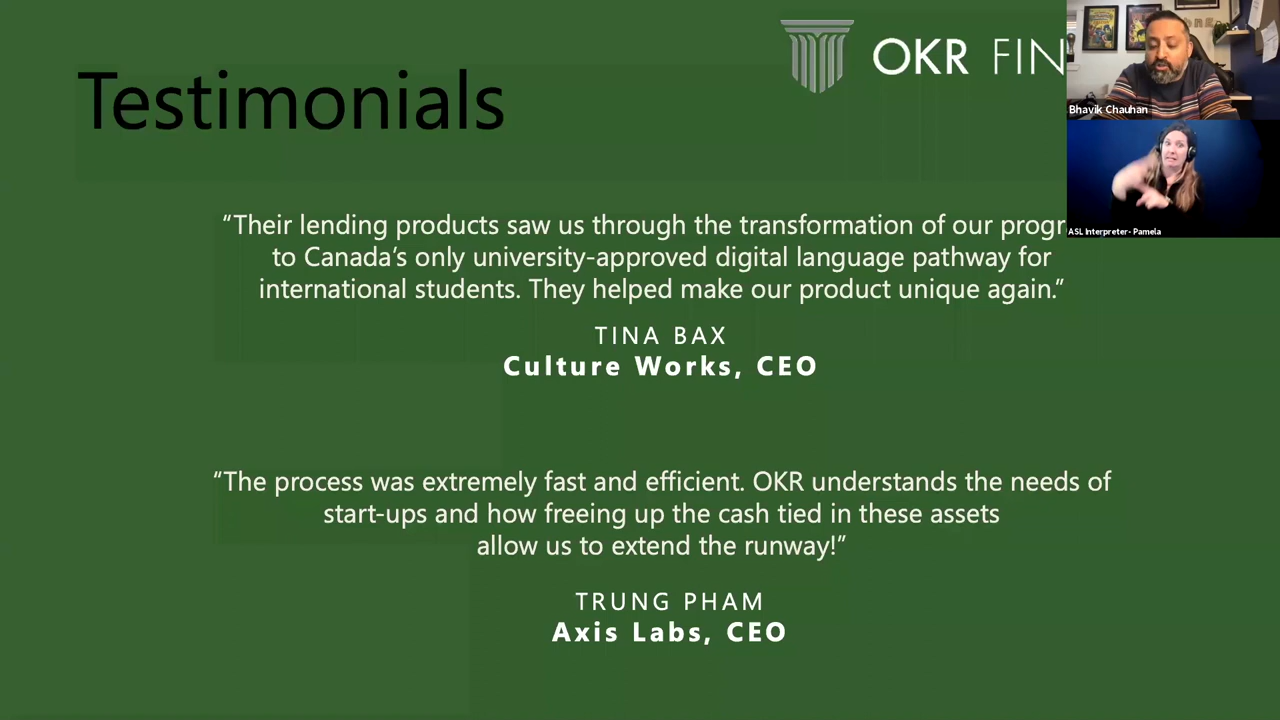 OKR FIN
Testimonials
Bhavik Chauhan
ASL Interpreter- Pamela
“Their lending products saw us through the transformation of our progr
to Canada’s only university-approved digital language pathway for
international students. They helped make our product unique again.”
TINA BAX
Culture Works, CEO
“The process was extremely fast and efficient. OKR understands the needs of
start-ups and how freeing up the cash tied in these assets
allow us to extend the runway!”
TRUNG PHAM
Axis Labs, CEO